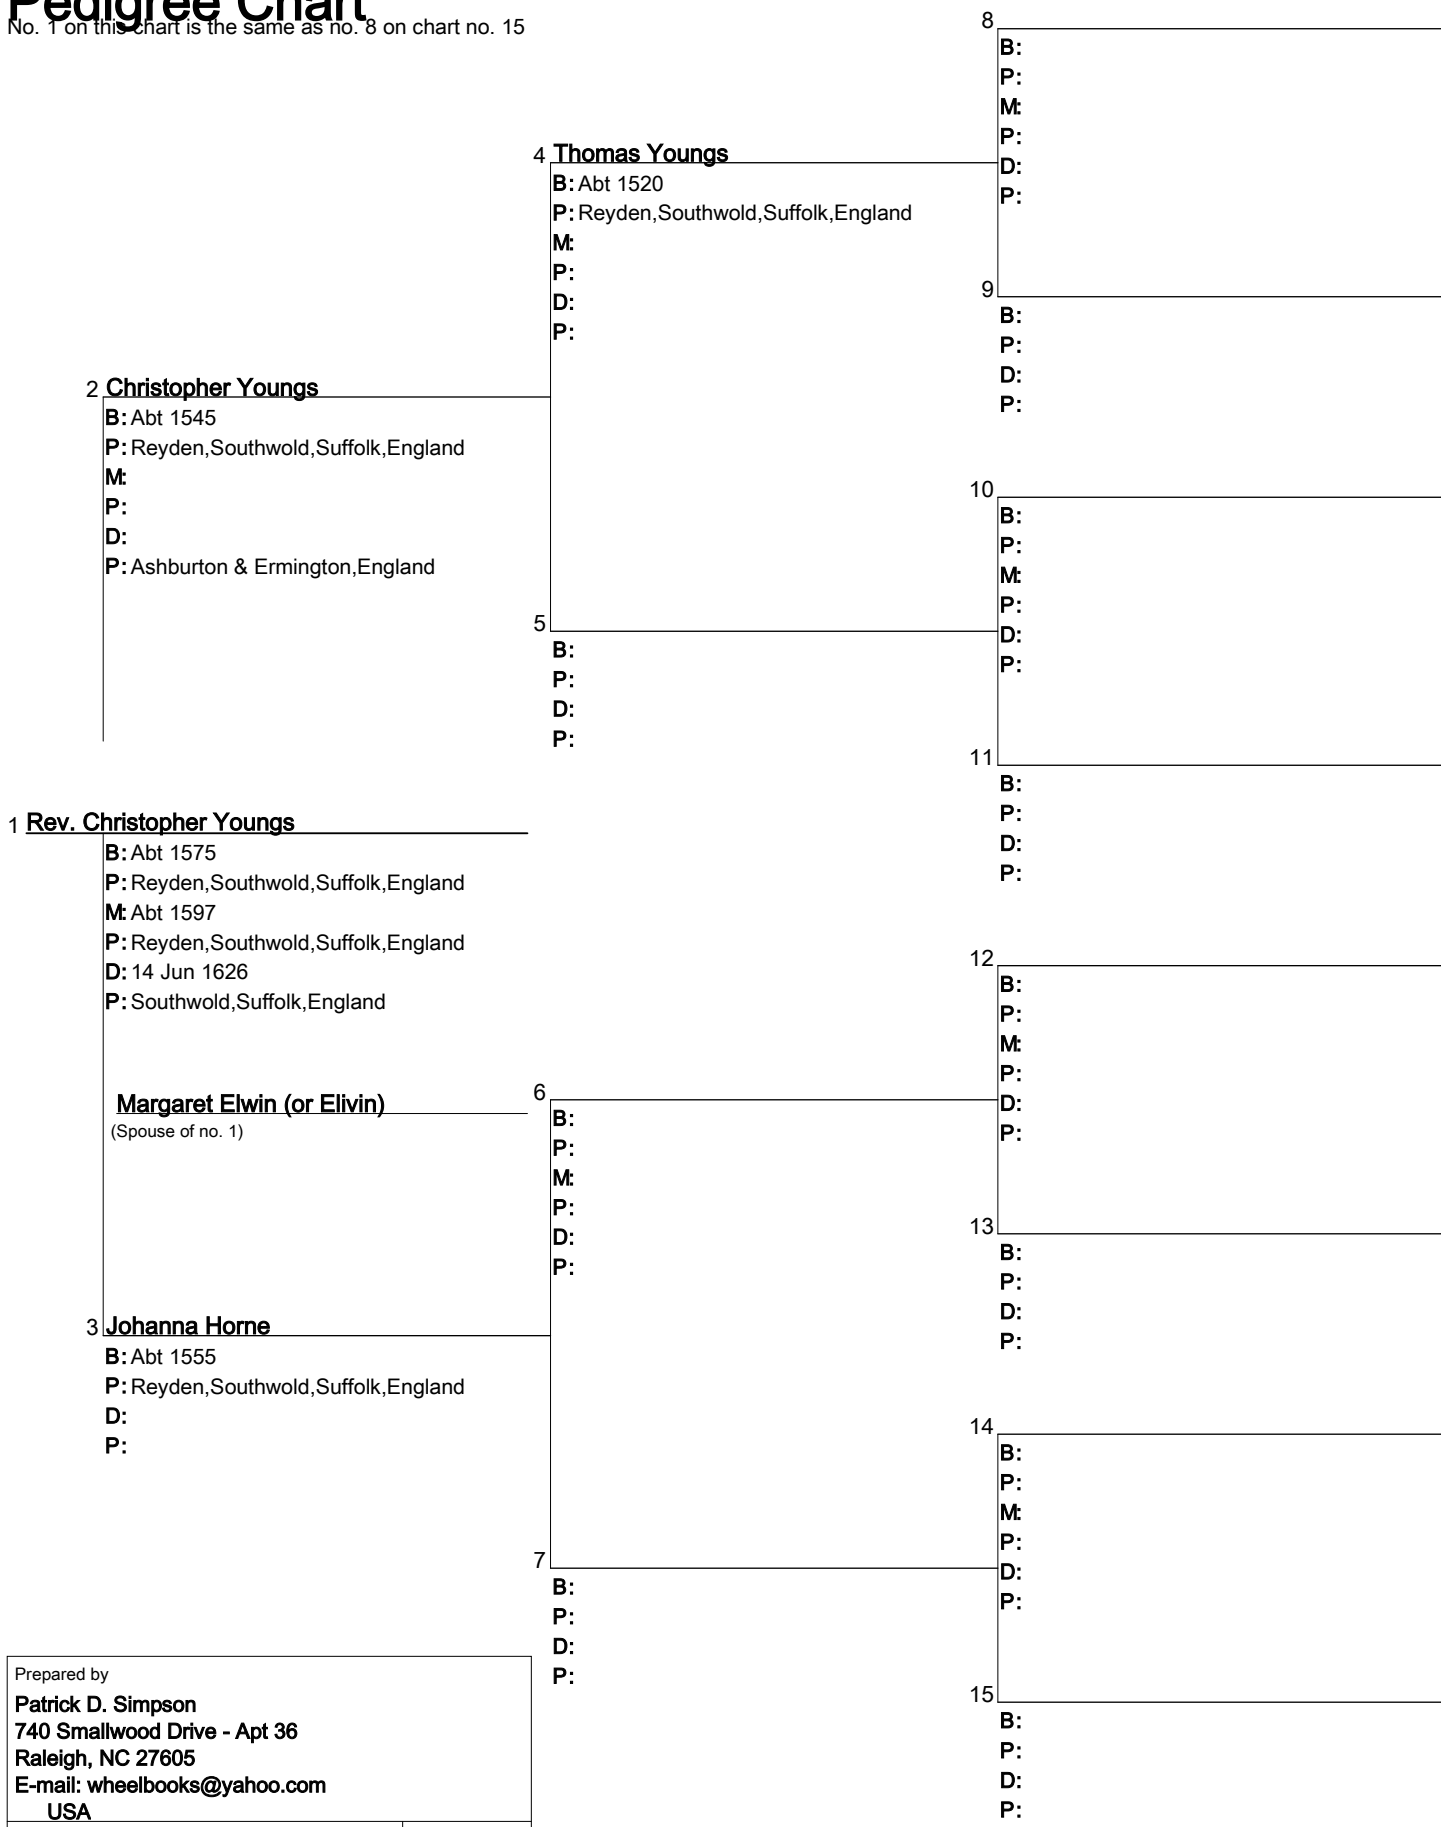 Pedigree Chart
No. 1 on this chart is the same as no. 8 on chart no. 15
8
B:
P:
M:
P:
D:
P:
4 Thomas Youngs
B: Abt 1520
P: Reyden,Southwold,Suffolk,England
M:
P:
D:
P:
9
B:
P:
D:
P:
2 Christopher Youngs
B: Abt 1545
P: Reyden,Southwold,Suffolk,England
M:
P:
D:
P: Ashburton & Ermington,England
10
B:
P:
M:
P:
D:
P:
5
B:
P:
D:
P:
11
B:
P:
D:
P:
1 Rev. Christopher Youngs
B: Abt 1575
P: Reyden,Southwold,Suffolk,England
M: Abt 1597
P: Reyden,Southwold,Suffolk,England
D: 14 Jun 1626
P: Southwold,Suffolk,England
12
B:
P:
M:
P:
D:
P:
Margaret Elwin (or Elivin)
(Spouse of no. 1)
6
B:
P:
M:
P:
D:
P:
13
B:
P:
D:
P:
3 Johanna Horne
B: Abt 1555
P: Reyden,Southwold,Suffolk,England
D:
P:
14
B:
P:
M:
P:
D:
P:
7
B:
P:
D:
P:
15
B:
P:
D:
P:
Prepared by
Patrick D. Simpson
740 Smallwood Drive - Apt 36
Raleigh, NC 27605
E-mail: wheelbooks@yahoo.com
USA